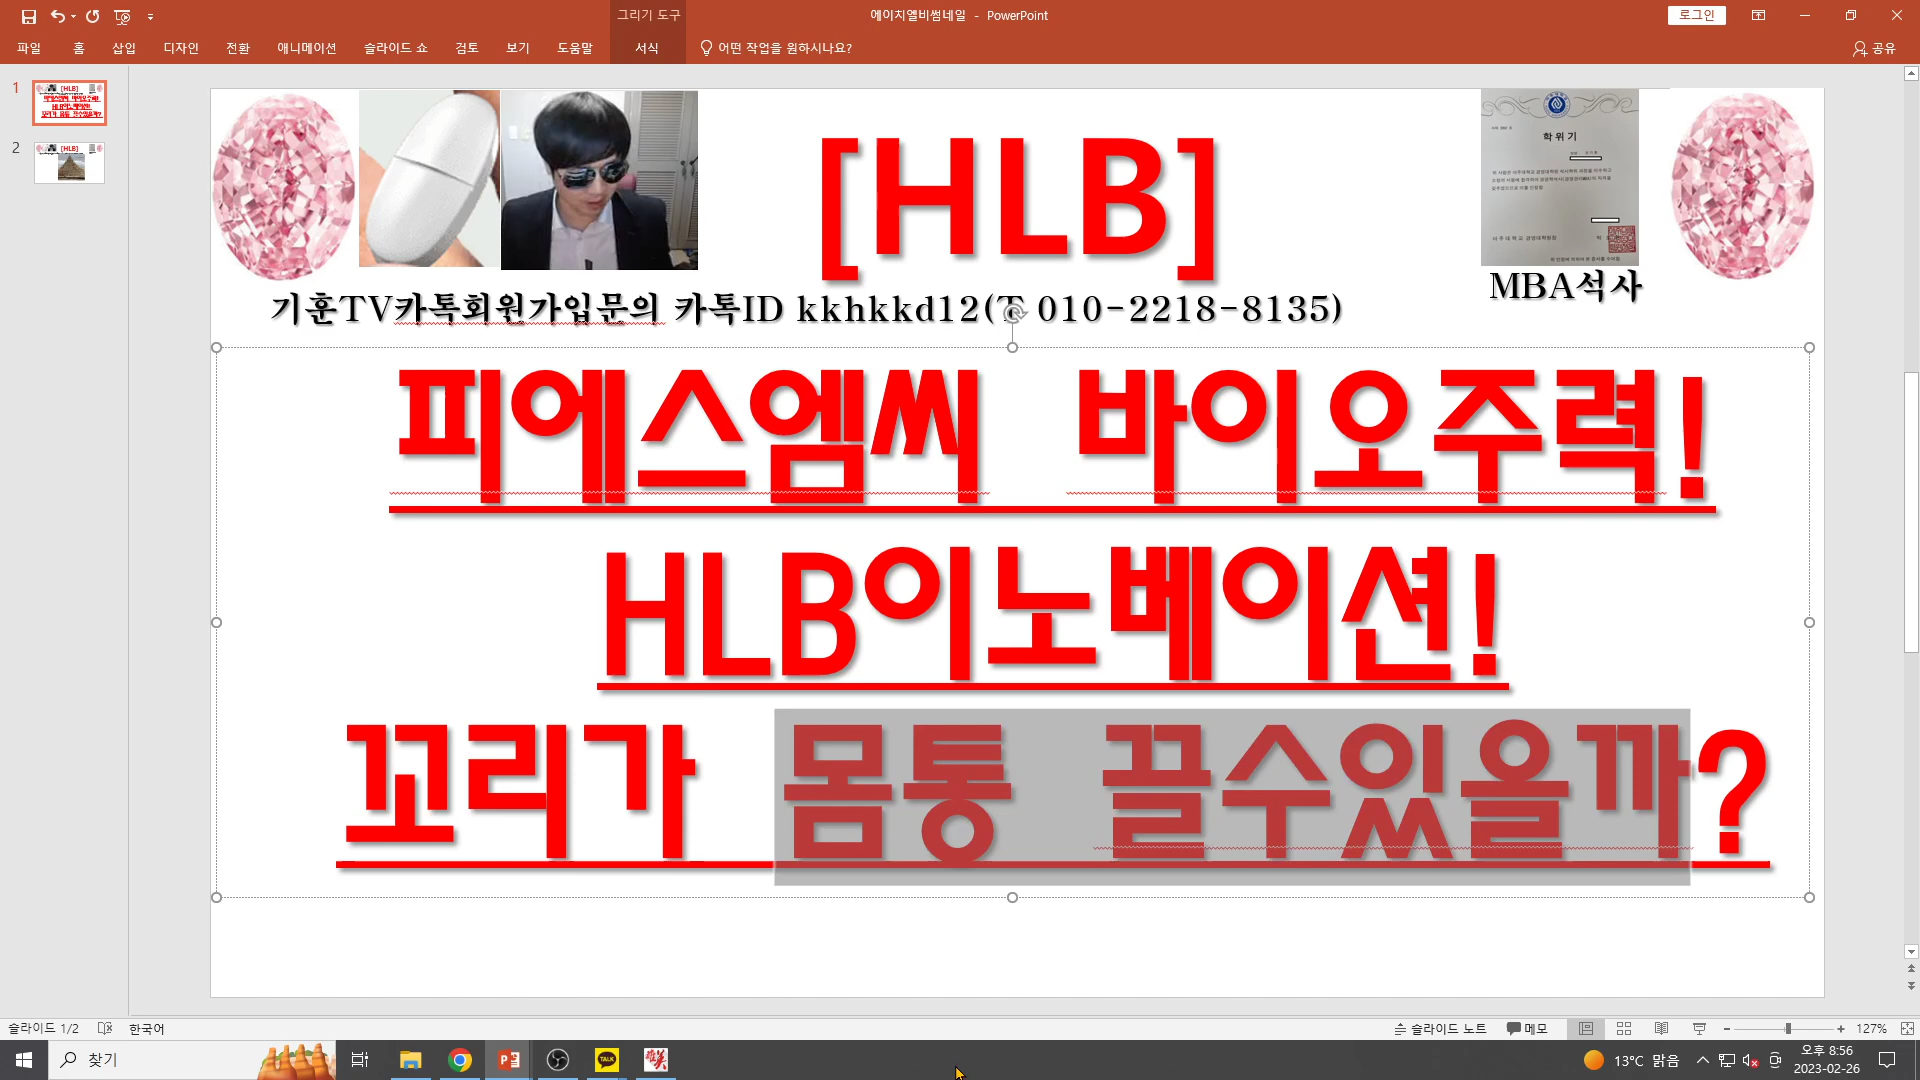 그리기 도구
에이치엘비썸네일 - PowerPoint
로그인
파일 홈 삽입 디자인 전환 애니메이션 슬라이드 쇼 검토 보기 도움말 서식 어떤 작업을 원하시나요?
공유
1
2
[HLB]
학 위 기
MBA석사
기훈TV카톡회원가입문의 카톡ID kkhkkd12(T 010-2218-8135)
피에스엠씨 바이오주력!
HLB이노베이션!
꼬리가 몸통 끌수있을까?
슬라이드 1/2 한국어
슬라이드 노트 메모
127%
찾기
TALK
13°C 맑음
오후 8:56
2023-02-26